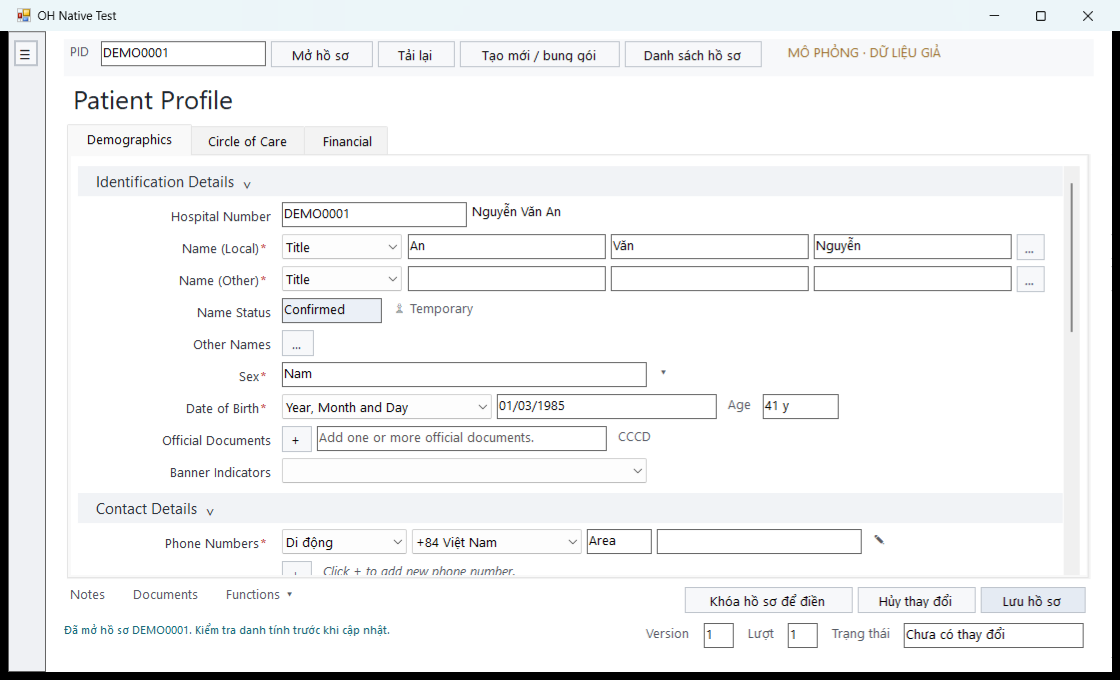 OH Native Test
PID DEMO0001 Mở hồ sơ Tải lại Tạo mới / bung gói Danh sách hồ sơ MÔ PHỎNG · DỮ LIỆU GIẢ
Patient Profile
Demographics Circle of Care Financial
Identification Details
Hospital Number DEMO0001 Nguyễn Văn An
Name (Local)* Title An Văn Nguyễn ...
Name (Other)* Title ...
Name Status Confirmed Temporary
Other Names ...
Sex* Nam
Date of Birth* Year, Month and Day 01/03/1985 Age 41 y
Official Documents + Add one or more official documents. CCCD
Banner Indicators
Contact Details
Phone Numbers* Di động +84 Việt Nam Area
+ Click + to add new phone number.
Notes Documents Functions Khóa hồ sơ để điền Hủy thay đổi Lưu hồ sơ
Đã mở hồ sơ DEMO0001. Kiểm tra danh tính trước khi cập nhật. Version 1 Lượt 1 Trạng thái Chưa có thay đổi